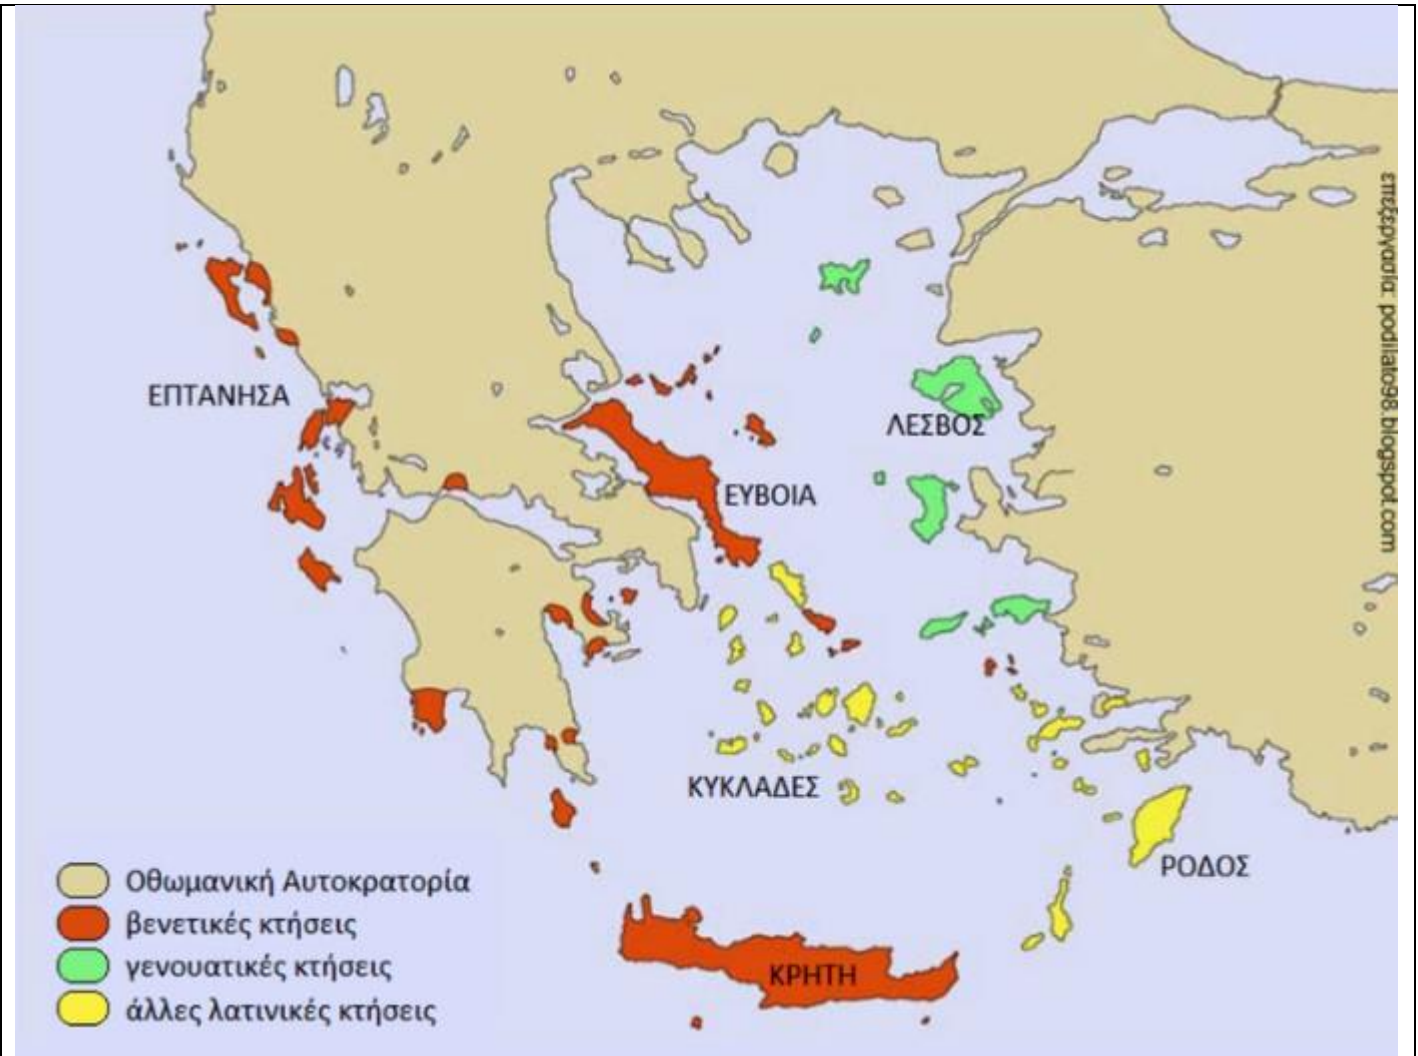 επεξεργασία: podilato98.blogspot.com
ΕΠΤΑΝΗΣΑ
ΛΕΣΒΟΣ
ΕΥΒΟΙΑ
ΚΥΚΛΑΔΕΣ
ΡΟΔΟΣ
ΚΡΗΤΗ
Οθωμανική Αυτοκρατορία
βενετικές κτήσεις
γενουατικές κτήσεις
άλλες λατινικές κτήσεις